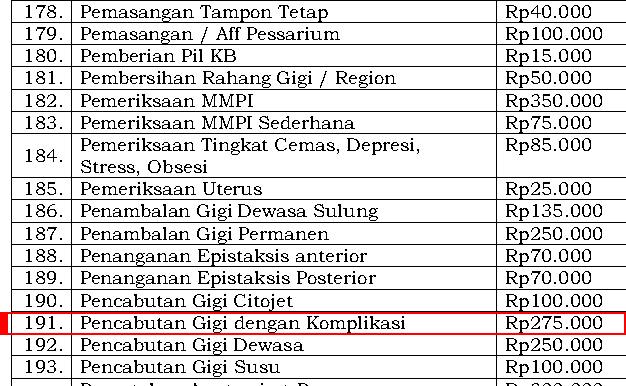 178. Pemasangan Tampon Tetap Rp40.000
179. Pemasangan / Aff Pessarium Rp100.000
180. Pemberian Pil KB Rp15.000
181. Pembersihan Rahang Gigi / Region Rp50.000
182. Pemeriksaan MMPI Rp350.000
183. Pemeriksaan MMPI Sederhana Rp75.000
184. Pemeriksaan Tingkat Cemas, Depresi, Rp85.000
Stress, Obsesi
185. Pemeriksaan Uterus Rp25.000
186. Penambalan Gigi Dewasa Sulung Rp135.000
187. Penambalan Gigi Permanen Rp250.000
188. Penanganan Epistaksis anterior Rp70.000
189. Penanganan Epistaksis Posterior Rp70.000
190. Pencabutan Gigi Citojet Rp100.000
191. Pencabutan Gigi dengan Komplikasi Rp275.000
192. Pencabutan Gigi Dewasa Rp250.000
193. Pencabutan Gigi Susu Rp100.000